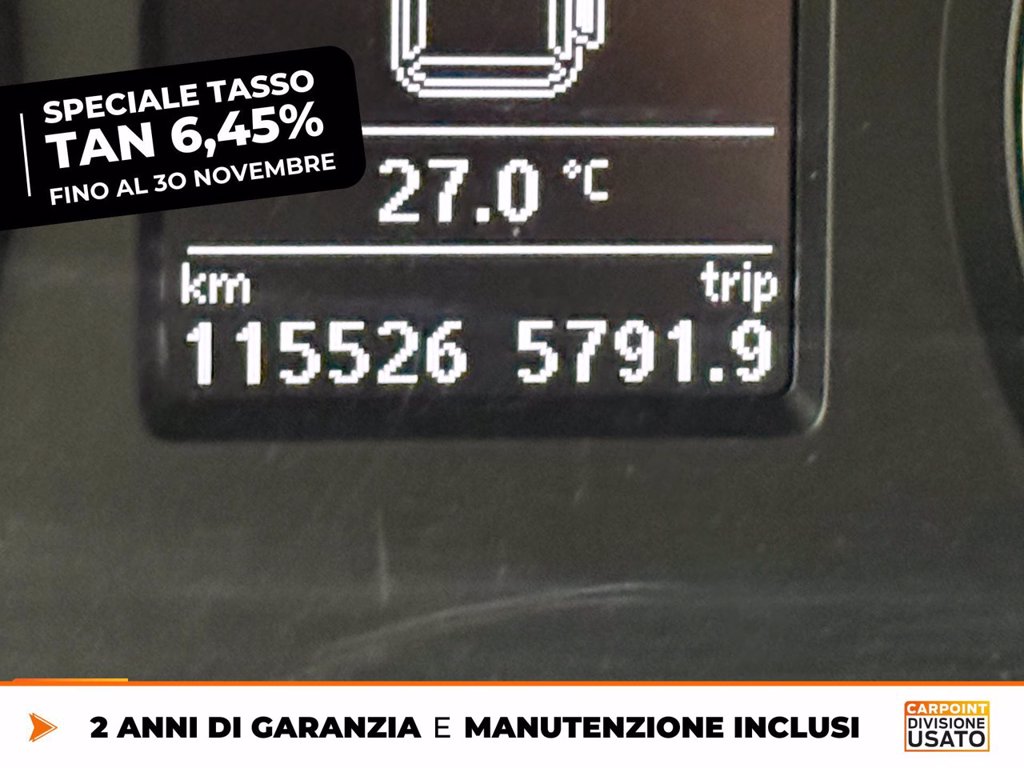 SPECIALE TASSO
TAN 6,45%
FINO AL 30 NOVEMBRE
27.0 °C
km trip
115526 5791.9
2 ANNI DI GARANZIA E MANUTENZIONE INCLUSI
CARPOINT
DIVISIONE
USATO